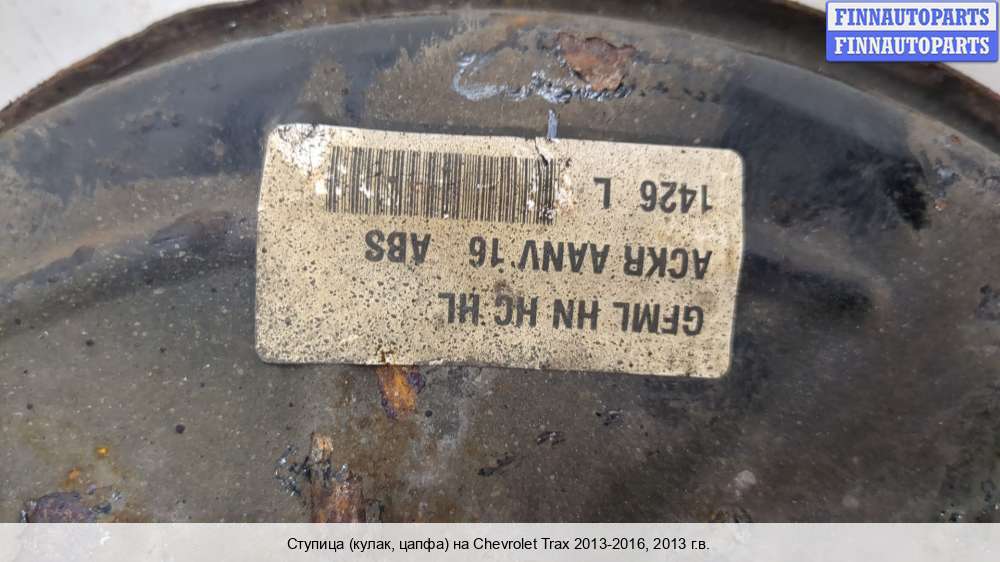 FINNAUTOPARTS
FINNAUTOPARTS
GFML HN HC HL
ACKR AANV 16 ABS
1426 L
Ступица (кулак, цапфа) на Chevrolet Trax 2013-2016, 2013 г.в.